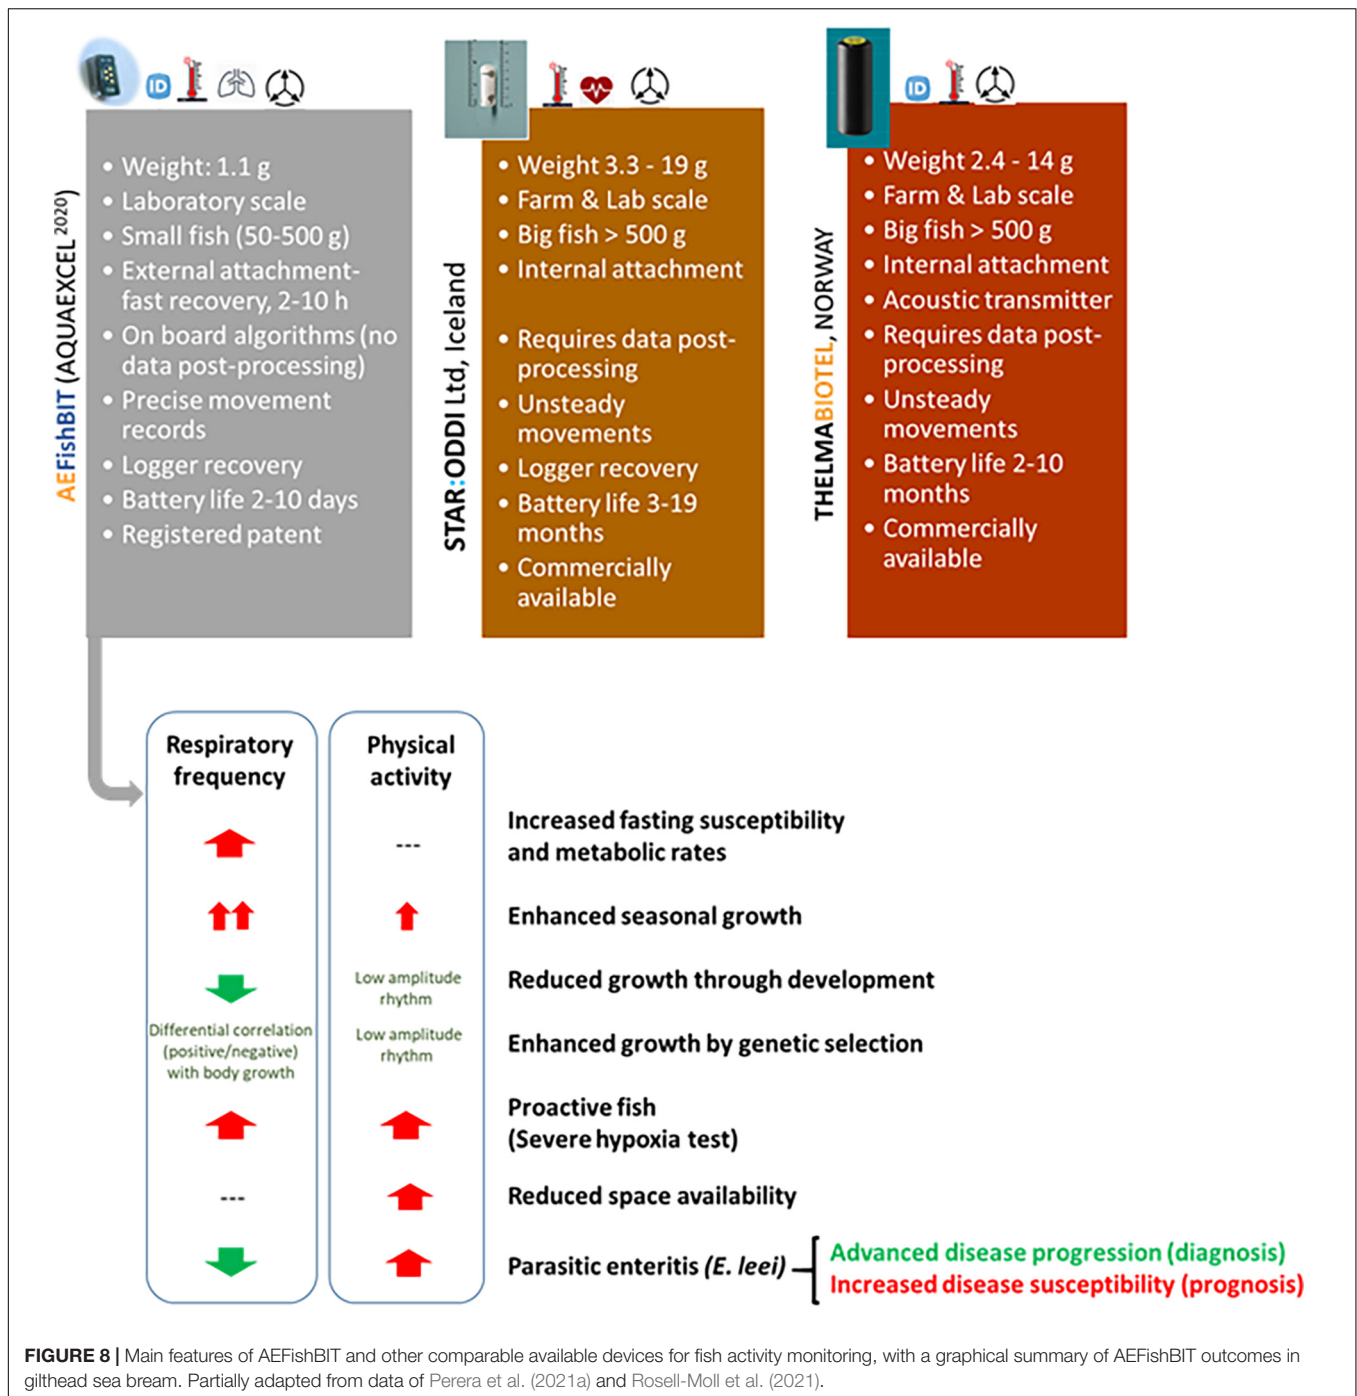 ID
ID
AEFishBIT (AQUAEXCEL 2020)
• Weight: 1.1 g
• Laboratory scale
• Small fish (50-500 g)
• External attachment-
fast recovery, 2-10 h
• On board algorithms (no
data post-processing)
• Precise movement
records
• Logger recovery
• Battery life 2-10 days
• Registered patent
STAR:ODDI Ltd, Iceland
• Weight 3.3 - 19 g
• Farm & Lab scale
• Big fish > 500 g
• Internal attachment
• Requires data post-
processing
• Unsteady
movements
• Logger recovery
• Battery life 3-19
months
• Commercially
available
THELMABIOTEL, NORWAY
• Weight 2.4 - 14 g
• Farm & Lab scale
• Big fish > 500 g
• Internal attachment
• Acoustic transmitter
• Requires data post-
processing
• Unsteady
movements
• Battery life 2-10
months
• Commercially
available
Respiratory
frequency
Physical
activity
---
Increased fasting susceptibility
and metabolic rates
Enhanced seasonal growth
Low amplitude
rhythm
Reduced growth through development
Differential correlation
(positive/negative)
with body growth
Low amplitude
rhythm
Enhanced growth by genetic selection
Proactive fish
(Severe hypoxia test)
---
Reduced space availability
Parasitic enteritis (E. leei)
Advanced disease progression (diagnosis)
Increased disease susceptibility (prognosis)
FIGURE 8 | Main features of AEFishBIT and other comparable available devices for fish activity monitoring, with a graphical summary of AEFishBIT outcomes in
gilthead sea bream. Partially adapted from data of Perera et al. (2021a) and Rosell-Moll et al. (2021).